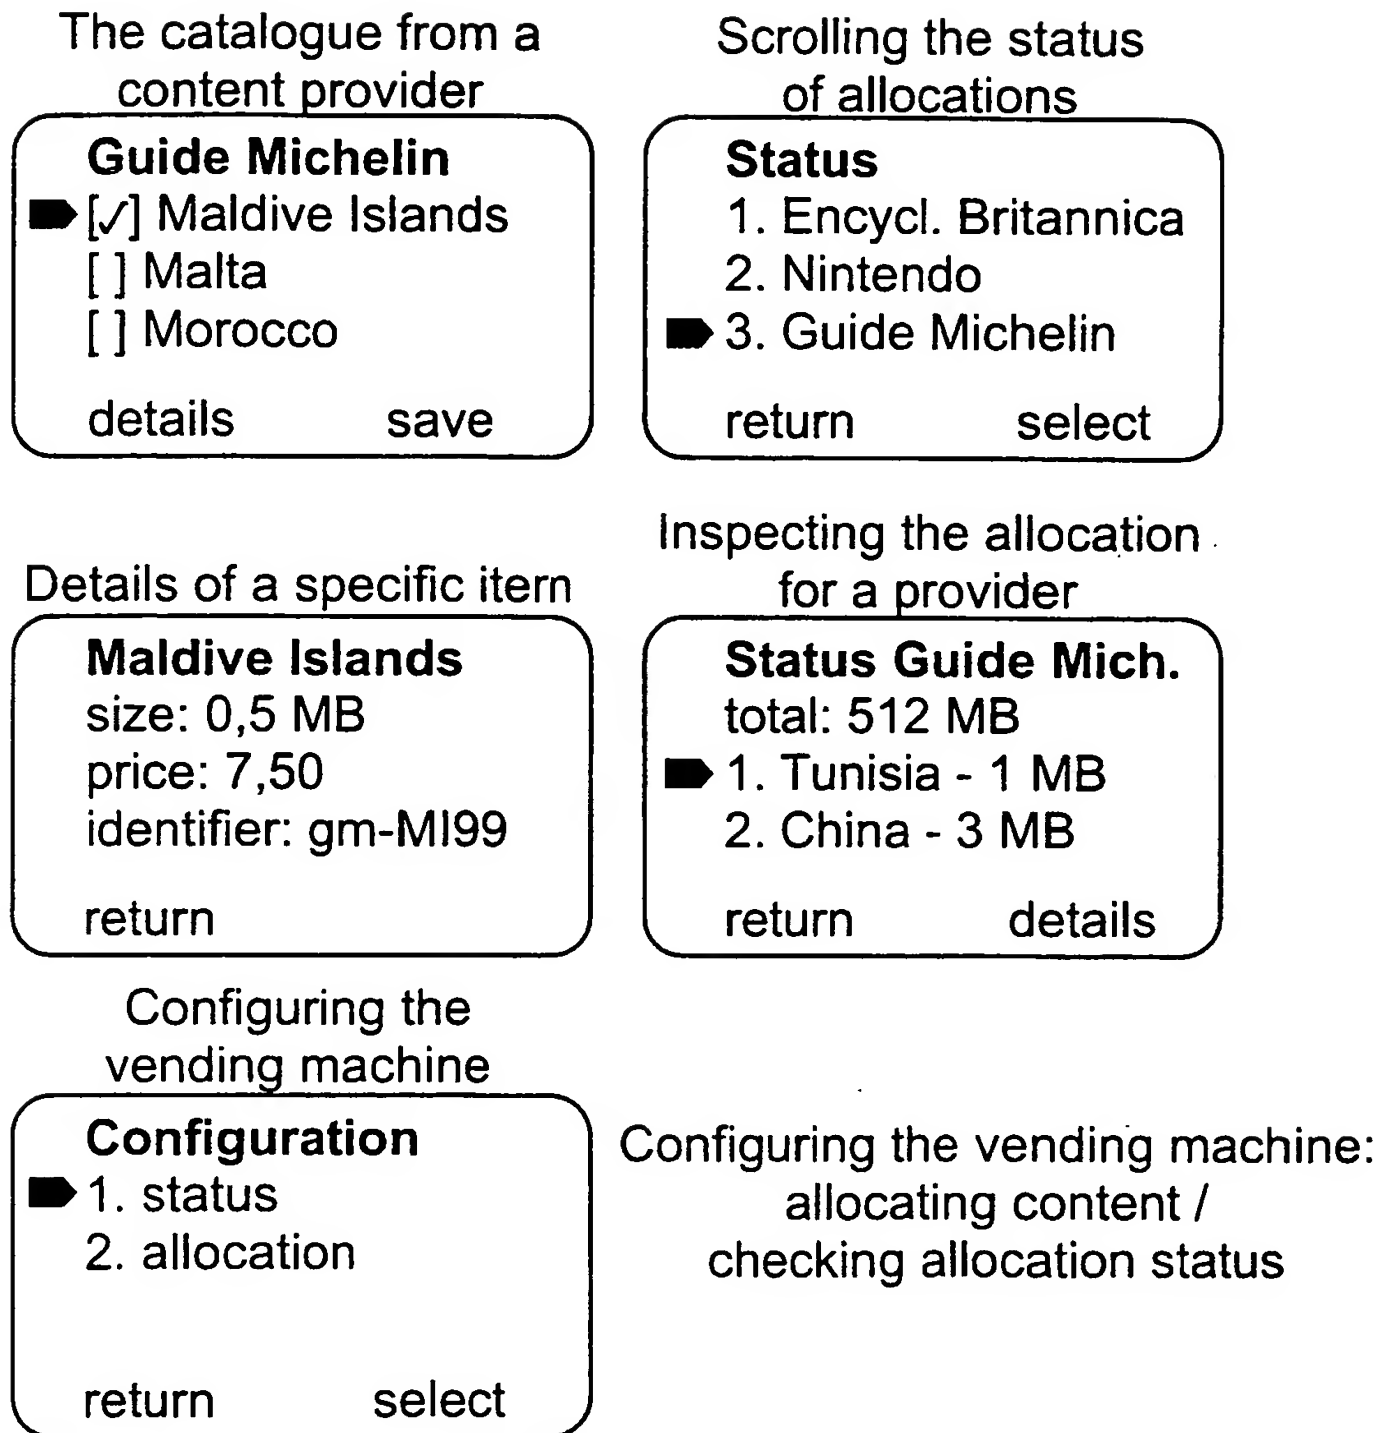 The catalogue from a
content provider
Guide Michelin
[✓] Maldive Islands
[ ] Malta
[ ] Morocco
details save
Scrolling the status
of allocations
Status
1. Encycl. Britannica
2. Nintendo
3. Guide Michelin
return select
Details of a specific itern
Maldive Islands
size: 0,5 MB
price: 7,50
identifier: gm-MI99
return
Inspecting the allocation
for a provider
Status Guide Mich.
total: 512 MB
1. Tunisia - 1 MB
2. China - 3 MB
return details
Configuring the
vending machine
Configuration
1. status
2. allocation
return select
Configuring the vending machine:
allocating content /
checking allocation status